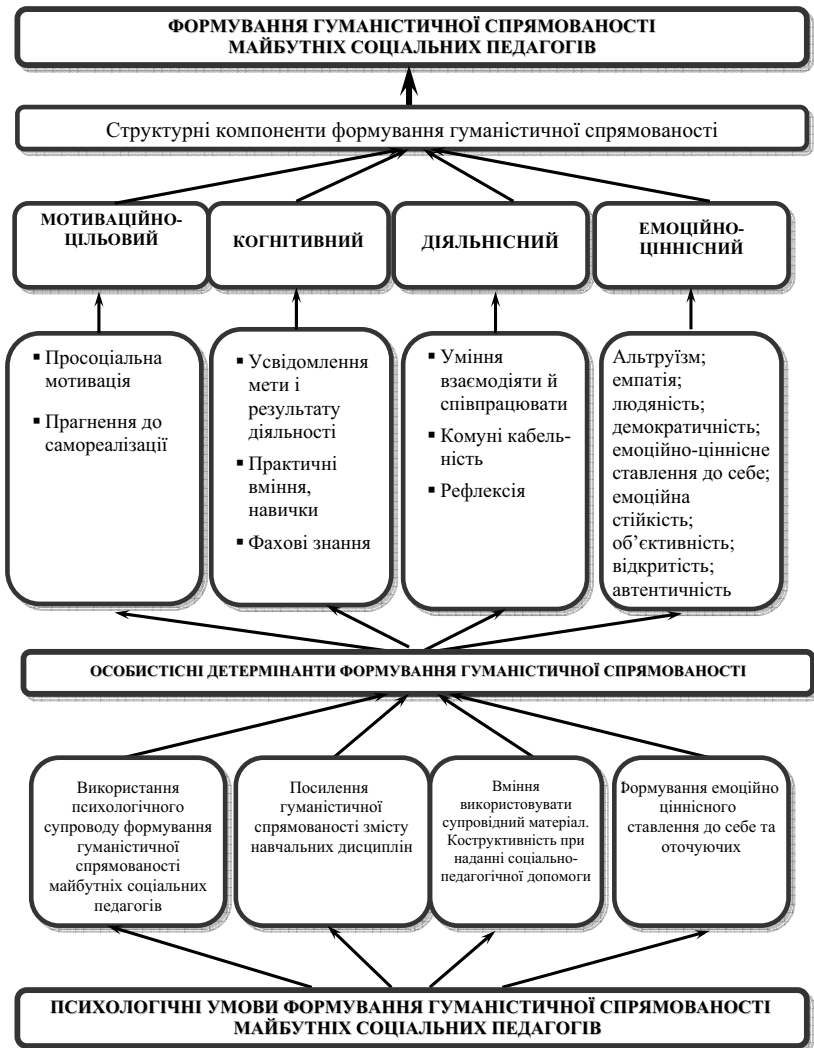 ФОРМУВАННЯ ГУМАНІСТИЧНОЇ СПРЯМОВАНОСТІ
МАЙБУТНІХ СОЦІАЛЬНИХ ПЕДАГОГІВ
Структурні компоненти формування гуманістичної спрямованості
МОТИВАЦІЙНО-
ЦІЛЬОВИЙ
КОГНІТИВНИЙ
ДІЯЛЬНІСНИЙ
ЕМОЦІЙНО-
ЦІННІСНИЙ
▪ Просоціальна
мотивація
▪ Прагнення до
самореалізації
▪ Усвідомлення
мети і
результату
діяльності
▪ Практичні
вміння,
навички
▪ Фахові знання
▪ Уміння
взаємодіяти й
співпрацювати
▪ Комуні кабель-
ність
▪ Рефлексія
Альтруїзм;
емпатія;
людяність;
демократичність;
емоційно-ціннісне
ставлення до себе;
емоційна
стійкість;
об’єктивність;
відкритість;
автентичність
ОСОБИСТІСНІ ДЕТЕРМІНАНТИ ФОРМУВАННЯ ГУМАНІСТИЧНОЇ СПРЯМОВАНОСТІ
Використання
психологічного
супроводу формування
гуманістичної
спрямованості
майбутніх соціальних
педагогів
Посилення
гуманістичної
спрямованості змісту
навчальних дисциплін
Вміння
використовувати
супровідний матеріал.
Коструктивність при
наданні соціально-
педагогічної допомоги
Формування емоційно
ціннісного
ставлення до себе та
оточуючих
ПСИХОЛОГІЧНІ УМОВИ ФОРМУВАННЯ ГУМАНІСТИЧНОЇ СПРЯМОВАНОСТІ
МАЙБУТНІХ СОЦІАЛЬНИХ ПЕДАГОГІВ